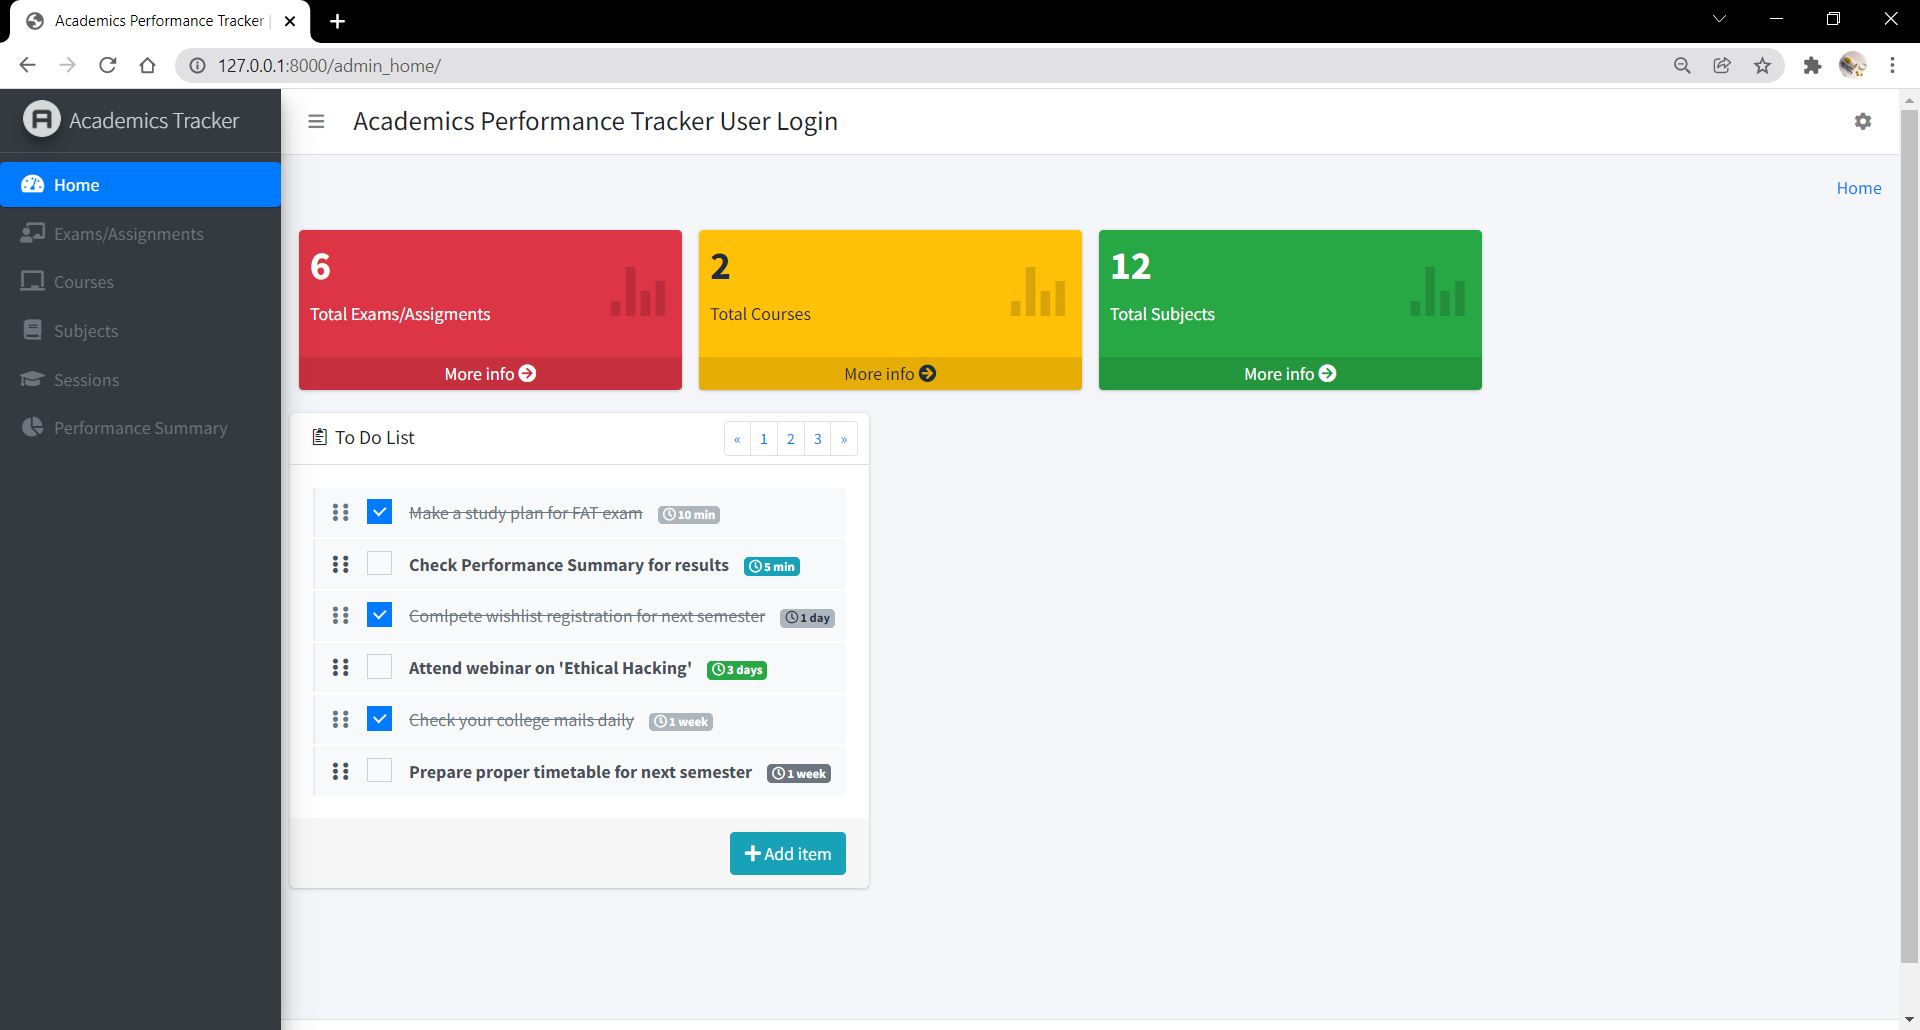 Academics Performance Tracker |
127.0.0.1:8000/admin_home/
Academics Tracker
Academics Performance Tracker User Login
Home
Exams/Assignments
Courses
Subjects
Sessions
Performance Summary
Home
6
Total Exams/Assigments
More info
2
Total Courses
More info
12
Total Subjects
More info
To Do List
« 1 2 3 »
Make a study plan for FAT exam 10 min
Check Performance Summary for results 5 min
Comlpete wishlist registration for next semester 1 day
Attend webinar on 'Ethical Hacking' 3 days
Check your college mails daily 1 week
Prepare proper timetable for next semester 1 week
Add item